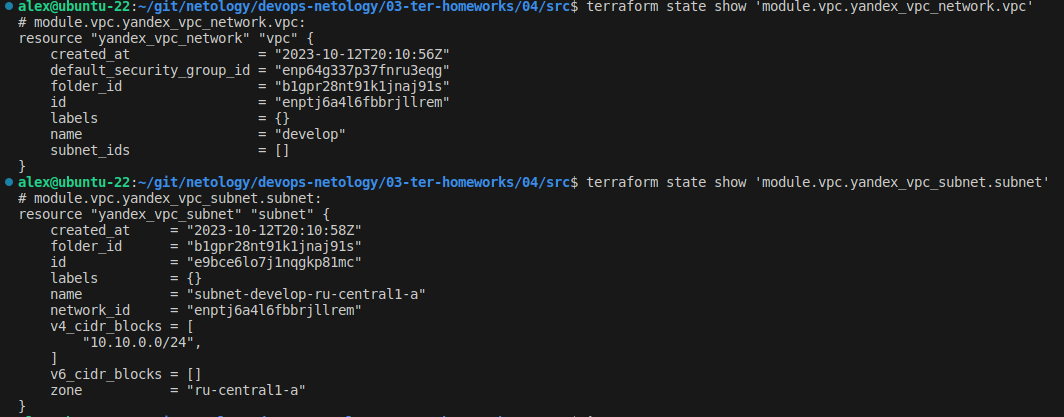 alex@ubuntu-22:~/git/netology/devops-netology/03-ter-homeworks/04/src$ terraform state show 'module.vpc.yandex_vpc_network.vpc'
# module.vpc.yandex_vpc_network.vpc:
resource "yandex_vpc_network" "vpc" {
    created_at                = "2023-10-12T20:10:56Z"
    default_security_group_id = "enp64g337p37fnru3eqg"
    folder_id                 = "b1gpr28nt91k1jnaj91s"
    id                        = "enptj6a4l6fbbrjllrem"
    labels                    = {}
    name                      = "develop"
    subnet_ids                = []
}
alex@ubuntu-22:~/git/netology/devops-netology/03-ter-homeworks/04/src$ terraform state show 'module.vpc.yandex_vpc_subnet.subnet'
# module.vpc.yandex_vpc_subnet.subnet:
resource "yandex_vpc_subnet" "subnet" {
    created_at     = "2023-10-12T20:10:58Z"
    folder_id      = "b1gpr28nt91k1jnaj91s"
    id             = "e9bce6lo7j1nqgkp81mc"
    labels         = {}
    name           = "subnet-develop-ru-central1-a"
    network_id     = "enptj6a4l6fbbrjllrem"
    v4_cidr_blocks = [
        "10.10.0.0/24",
    ]
    v6_cidr_blocks = []
    zone           = "ru-central1-a"
}